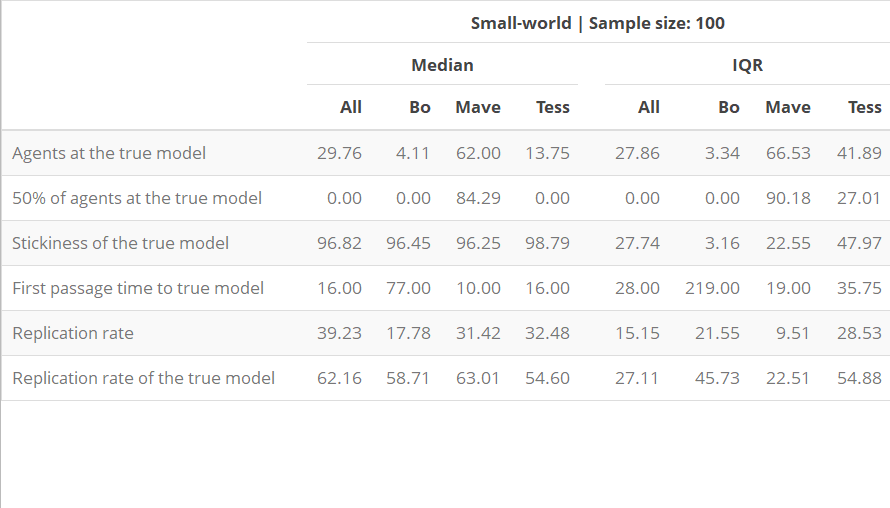 Small-world | Sample size: 100
Median IQR
All Bo Mave Tess All Bo Mave Tess
Agents at the true model 29.76 4.11 62.00 13.75 27.86 3.34 66.53 41.89
50% of agents at the true model 0.00 0.00 84.29 0.00 0.00 0.00 90.18 27.01
Stickiness of the true model 96.82 96.45 96.25 98.79 27.74 3.16 22.55 47.97
First passage time to true model 16.00 77.00 10.00 16.00 28.00 219.00 19.00 35.75
Replication rate 39.23 17.78 31.42 32.48 15.15 21.55 9.51 28.53
Replication rate of the true model 62.16 58.71 63.01 54.60 27.11 45.73 22.51 54.88